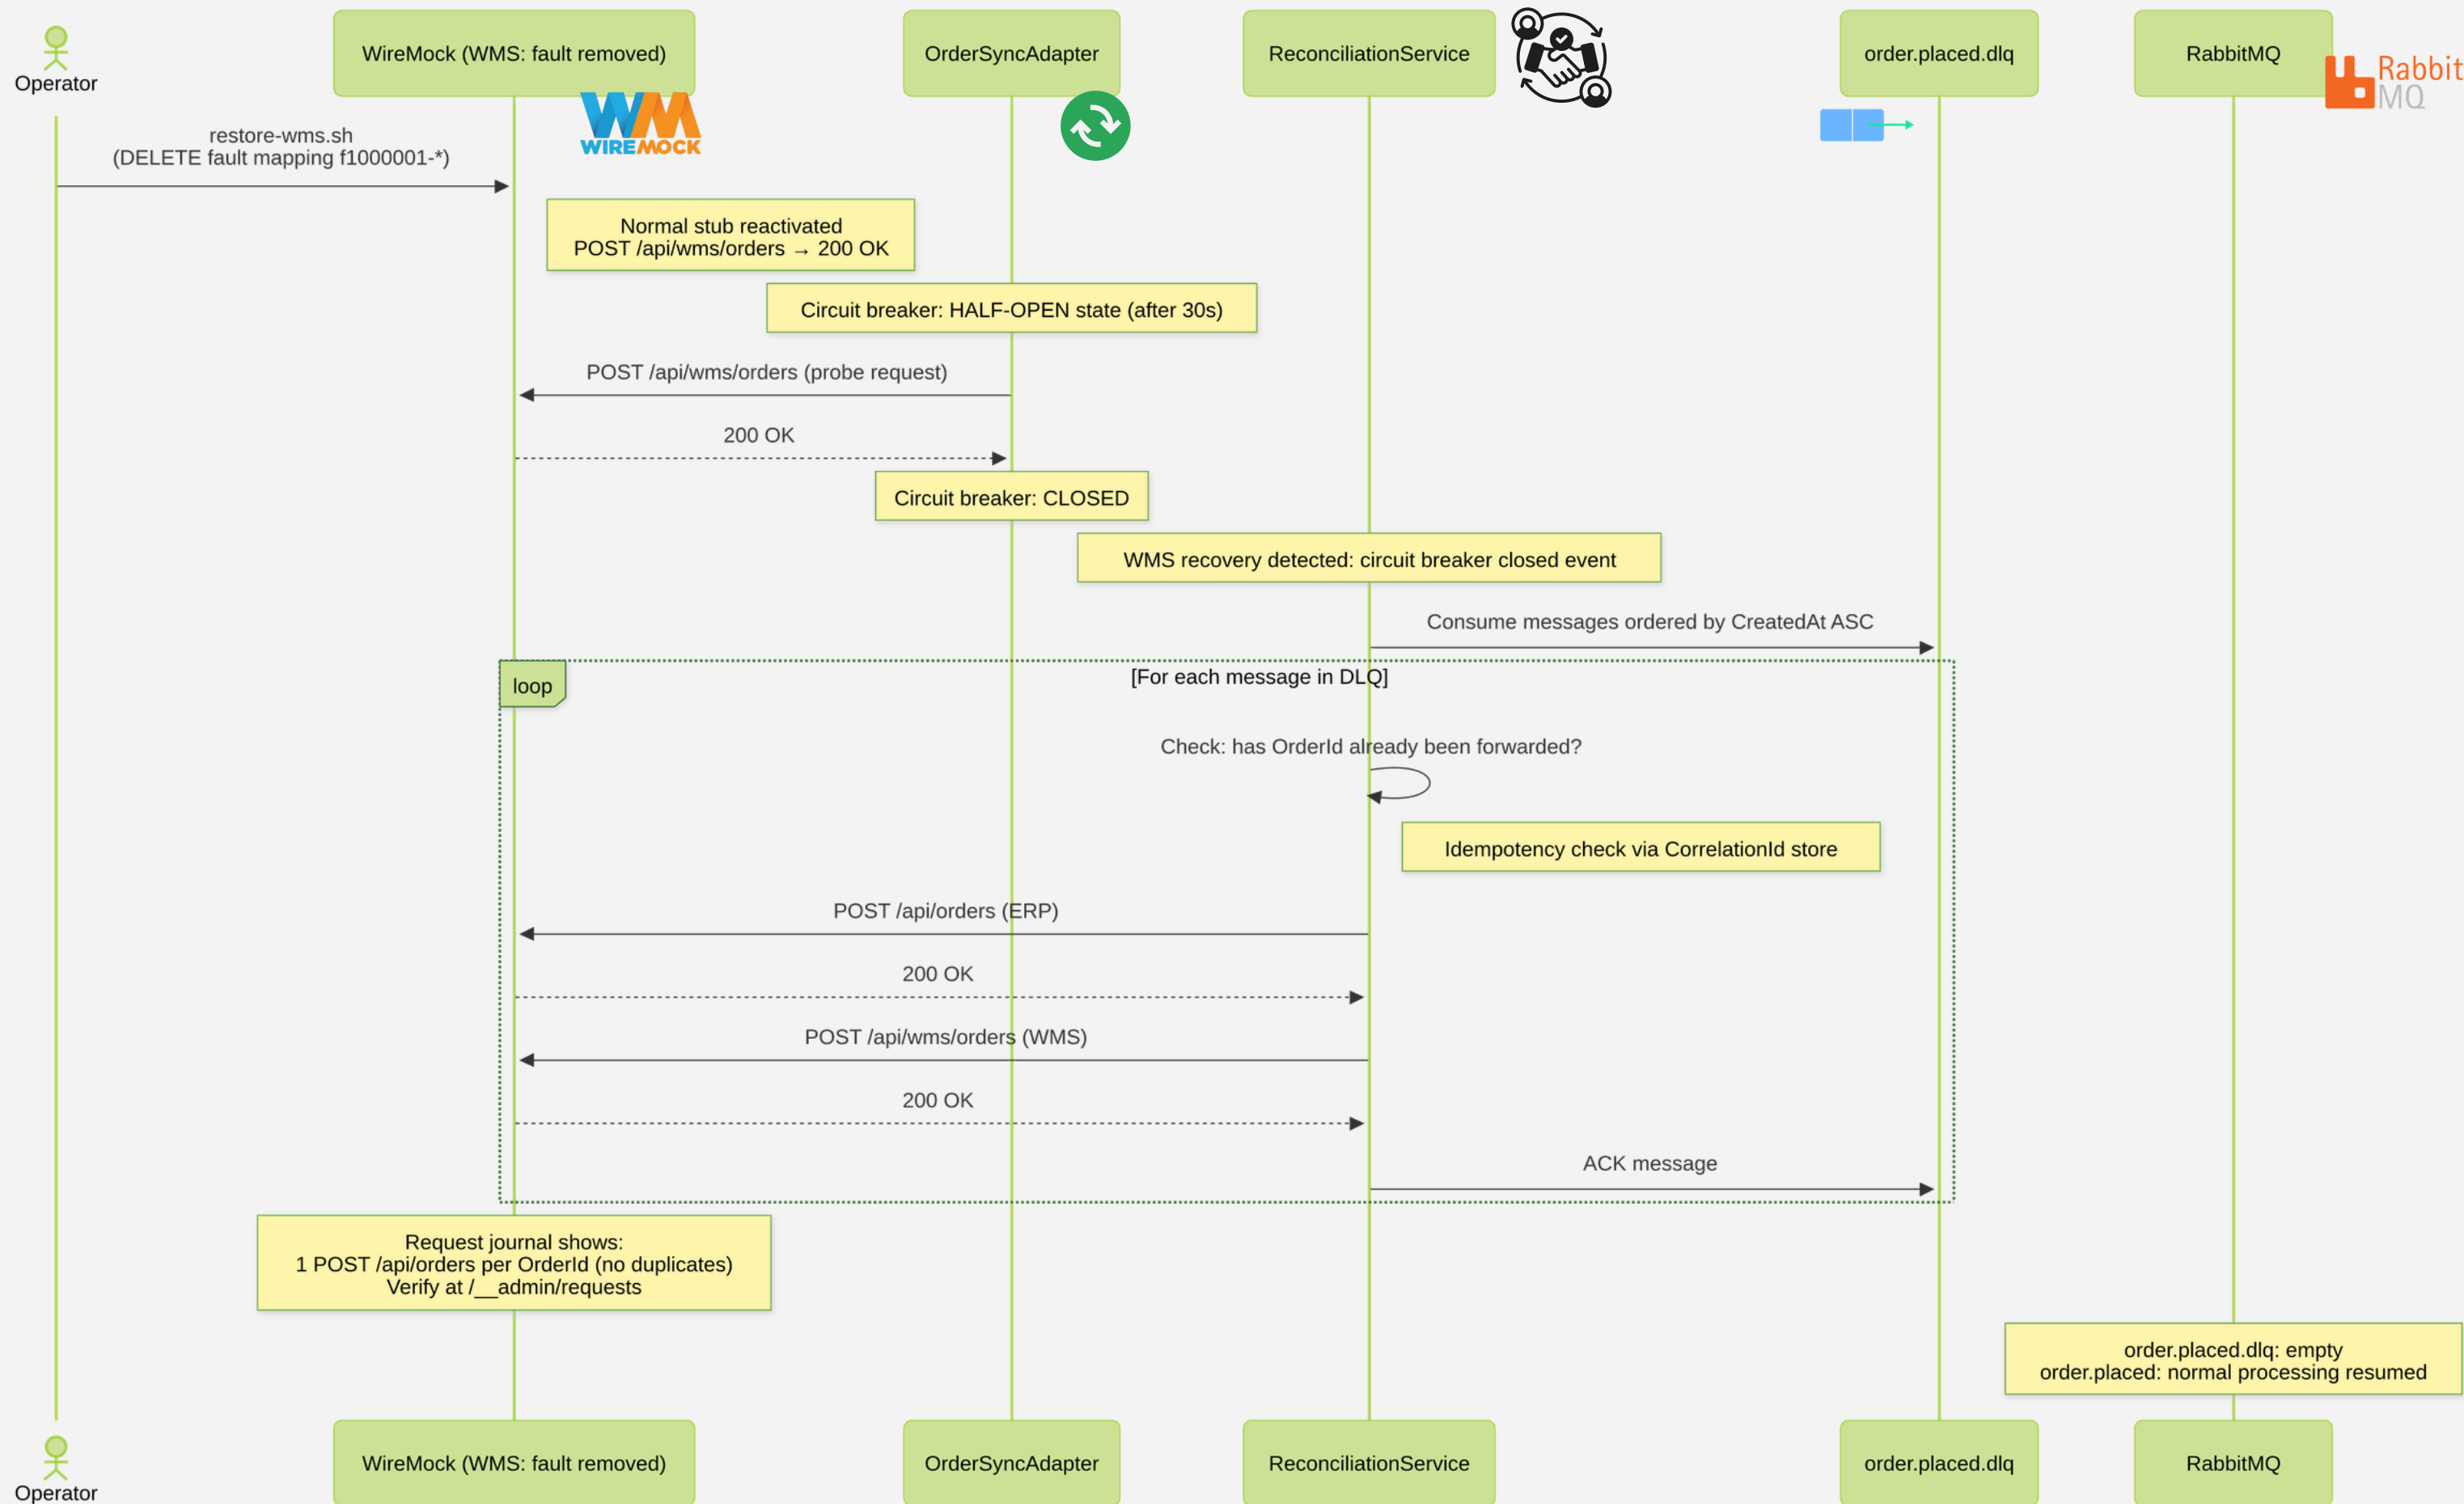 WireMock (WMS: fault removed)
OrderSyncAdapter
ReconciliationService
order.placed.dlq
RabbitMQ
Operator
Rabbit
MQ
WM
WIREMOCK
restore-wms.sh
(DELETE fault mapping f1000001-*)
Normal stub reactivated
POST /api/wms/orders → 200 OK
Circuit breaker: HALF-OPEN state (after 30s)
POST /api/wms/orders (probe request)
200 OK
Circuit breaker: CLOSED
WMS recovery detected: circuit breaker closed event
Consume messages ordered by CreatedAt ASC
loop
[For each message in DLQ]
Check: has OrderId already been forwarded?
Idempotency check via CorrelationId store
POST /api/orders (ERP)
200 OK
POST /api/wms/orders (WMS)
200 OK
ACK message
Request journal shows:
1 POST /api/orders per OrderId (no duplicates)
Verify at /__admin/requests
order.placed.dlq: empty
order.placed: normal processing resumed
WireMock (WMS: fault removed)
OrderSyncAdapter
ReconciliationService
order.placed.dlq
RabbitMQ
Operator